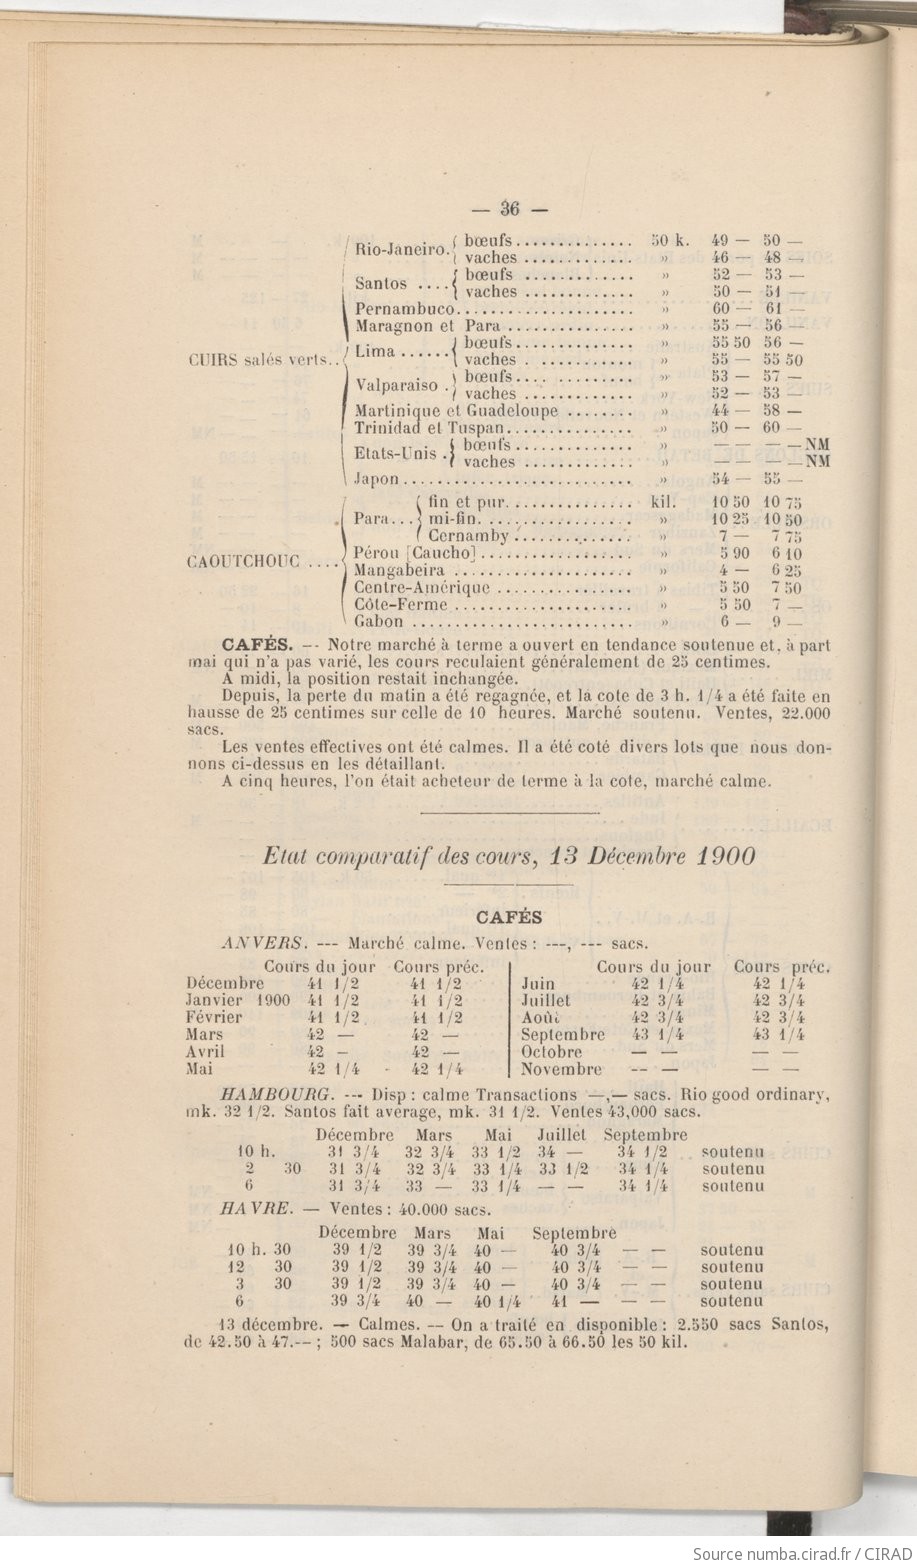 — 36 —
Rio-Janeiro. bœufs.............. 50 k. 49 — 50 —
vaches ............. » 46 — 48 —
Santos .... bœufs ............. » 52 — 53 —
vaches ............. » 50 — 51 —
Pernambuco..................... » 60 — 61 —
Maragnon et Para ............... » 55 — 56 —
CUIRS salés verts.. Lima ...... bœufs.............. » 55 50 56 —
vaches . ........... » 55 — 55 50
Valparaiso . bœufs.... .......... » 53 — 57 —
vaches ............. » 52 — 53 —
Martinique et Guadeloupe ........ » 44 — 58 —
Trinidad et Tuspan............... » 50 — 60 —
Etats-Unis . bœufs.............. » — — — — NM
vaches ............. » — — — — NM
Japon........................... » 54 — 55 —
fin et pur............... kil. 10 50 10 75
Para... mi-fin. ................. » 10 25 10 50
Cernamby .............. » 7 — 7 75
CAOUTCHOUC .... Pérou [Caucho].................. » 5 90 6 10
Mangabeira ..................... » 4 — 6 25
Centre-Amérique ................ » 5 50 7 50
Côte-Ferme ..................... » 5 50 7 —
Gabon .......................... » 6 — 9 —
CAFÉS. -- Notre marché à terme a ouvert en tendance soutenue et, à part
mai qui n'a pas varié, les cours reculaient généralement de 25 centimes.
A midi, la position restait inchangée.
Depuis, la perte du matin a été regagnée, et la cote de 3 h. 1/4 a été faite en
hausse de 25 centimes sur celle de 10 heures. Marché soutenu. Ventes, 22.000
sacs.
Les ventes effectives ont été calmes. Il a été coté divers lots que nous don-
nons ci-dessus en les détaillant.
A cinq heures, l'on était acheteur de terme à la cote, marché calme.
Etat comparatif des cours, 13 Décembre 1900
CAFÉS
ANVERS. --- Marché calme. Ventes : ---, --- sacs.
Cours du jour Cours préc. Cours du jour Cours préc.
Décembre 41 1/2 41 1/2 Juin 42 1/4 42 1/4
Janvier 1900 41 1/2 41 1/2 Juillet 42 3/4 42 3/4
Février 41 1/2 41 1/2 Août 42 3/4 42 3/4
Mars 42 — 42 — Septembre 43 1/4 43 1/4
Avril 42 — 42 — Octobre — — — —
Mai 42 1/4 - 42 1/4 Novembre -- — — —
HAMBOURG. --- Disp : calme Transactions —,— sacs. Rio good ordinary,
mk. 32 1/2. Santos fait average, mk. 31 1/2. Ventes 43,000 sacs.
Décembre Mars Mai Juillet Septembre
10 h. 31 3/4 32 3/4 33 1/2 34 — 34 1/2 soutenu
2 30 31 3/4 32 3/4 33 1/4 33 1/2 34 1/4 soutenu
6 31 3/4 33 — 33 1/4 — — 34 1/4 soutenu
HAVRE. — Ventes : 40.000 sacs.
Décembre Mars Mai Septembre
10 h. 30 39 1/2 39 3/4 40 — 40 3/4 — — soutenu
12 30 39 1/2 39 3/4 40 — 40 3/4 — — soutenu
3 30 39 1/2 39 3/4 40 — 40 3/4 — — soutenu
6 39 3/4 40 — 40 1/4 41 — — — soutenu
13 décembre. — Calmes. -- On a traité en disponible : 2.550 sacs Santos,
de 42.50 à 47.-- ; 500 sacs Malabar, de 65.50 à 66.50 les 50 kil.
Source numba.cirad.fr / CIRAD